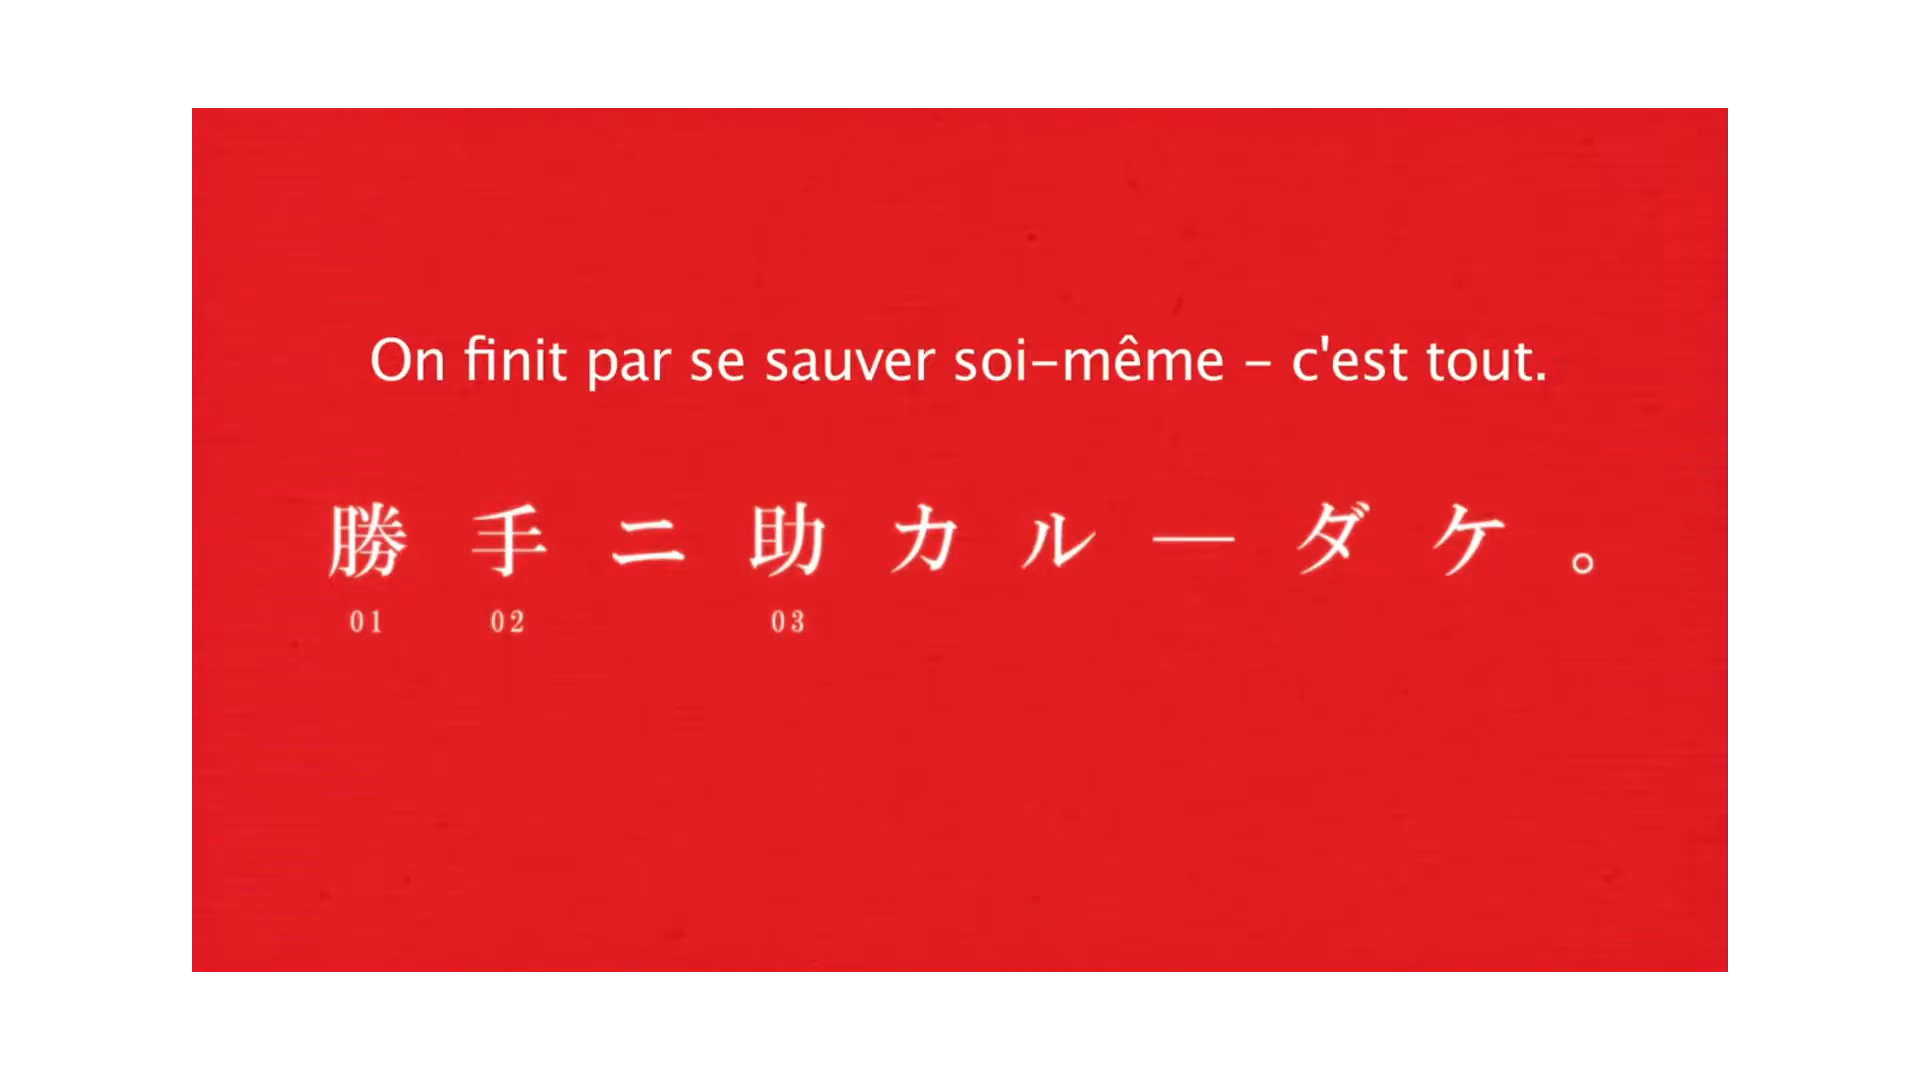 On finit par se sauver soi-même - c'est tout.
勝手ニ助カル—ダケ。
01 02 03